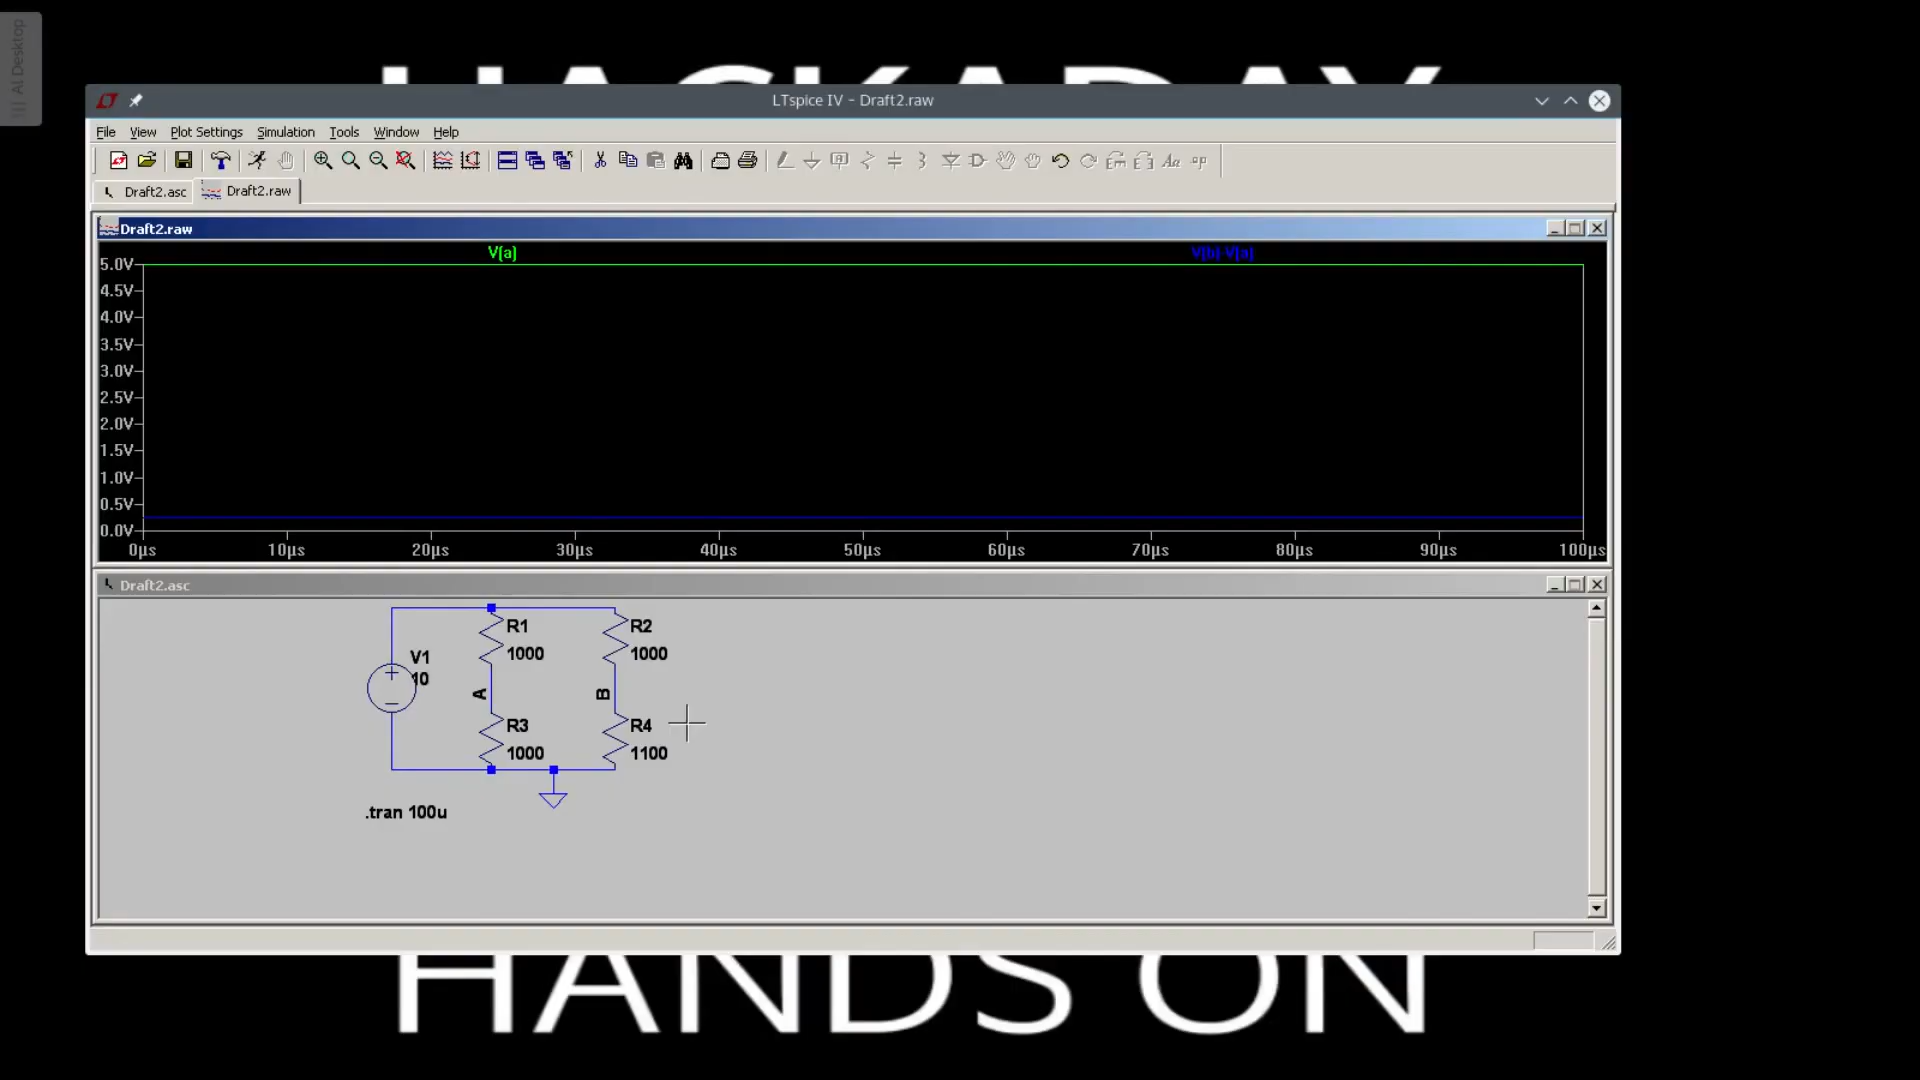 AI Desktop
HACKADAY
LTspice IV - Draft2.raw
File View Plot Settings Simulation Tools Window Help
Draft2.asc Draft2.raw
Draft2.raw
V(a) V(b)-V(a)
5.0V
4.5V
4.0V
3.5V
3.0V
2.5V
2.0V
1.5V
1.0V
0.5V
0.0V
0µs 10µs 20µs 30µs 40µs 50µs 60µs 70µs 80µs 90µs 100µs
Draft2.asc
R1 R2
1000 1000
V1
10
A B
R3 R4
1000 1100
.tran 100u
HANDS ON